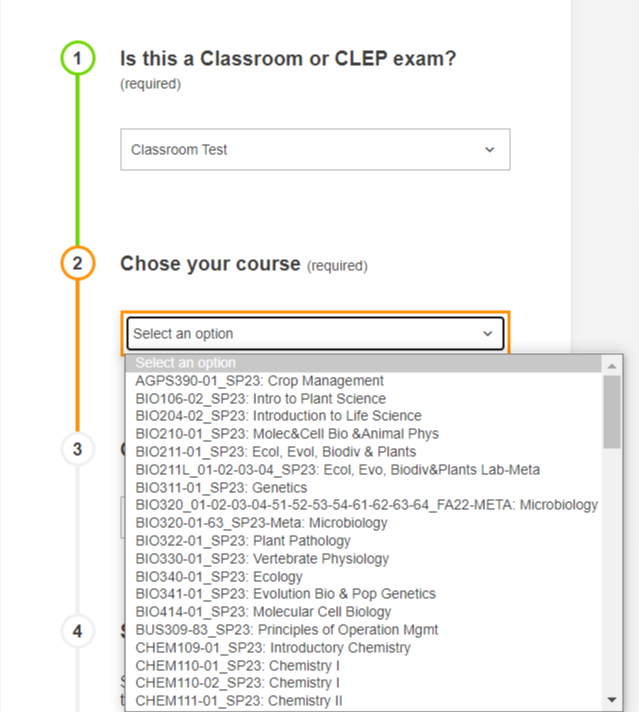 1 Is this a Classroom or CLEP exam?
(required)
Classroom Test
2 Chose your course (required)
Select an option
Select an option
AGPS390-01_SP23: Crop Management
BIO106-02_SP23: Intro to Plant Science
BIO204-02_SP23: Introduction to Life Science
BIO210-01_SP23: Molec&Cell Bio &Animal Phys
BIO211-01_SP23: Ecol, Evol, Biodiv & Plants
BIO211L_01-02-03-04_SP23: Ecol, Evo, Biodiv&Plants Lab-Meta
BIO311-01_SP23: Genetics
BIO320_01-02-03-04-51-52-53-54-61-62-63-64_FA22-META: Microbiology
BIO320-01-63_SP23-Meta: Microbiology
BIO322-01_SP23: Plant Pathology
BIO330-01_SP23: Vertebrate Physiology
BIO340-01_SP23: Ecology
BIO341-01_SP23: Evolution Bio & Pop Genetics
BIO414-01_SP23: Molecular Cell Biology
BUS309-83_SP23: Principles of Operation Mgmt
CHEM109-01_SP23: Introductory Chemistry
CHEM110-01_SP23: Chemistry I
CHEM110-02_SP23: Chemistry I
CHEM111-01_SP23: Chemistry II
3
4